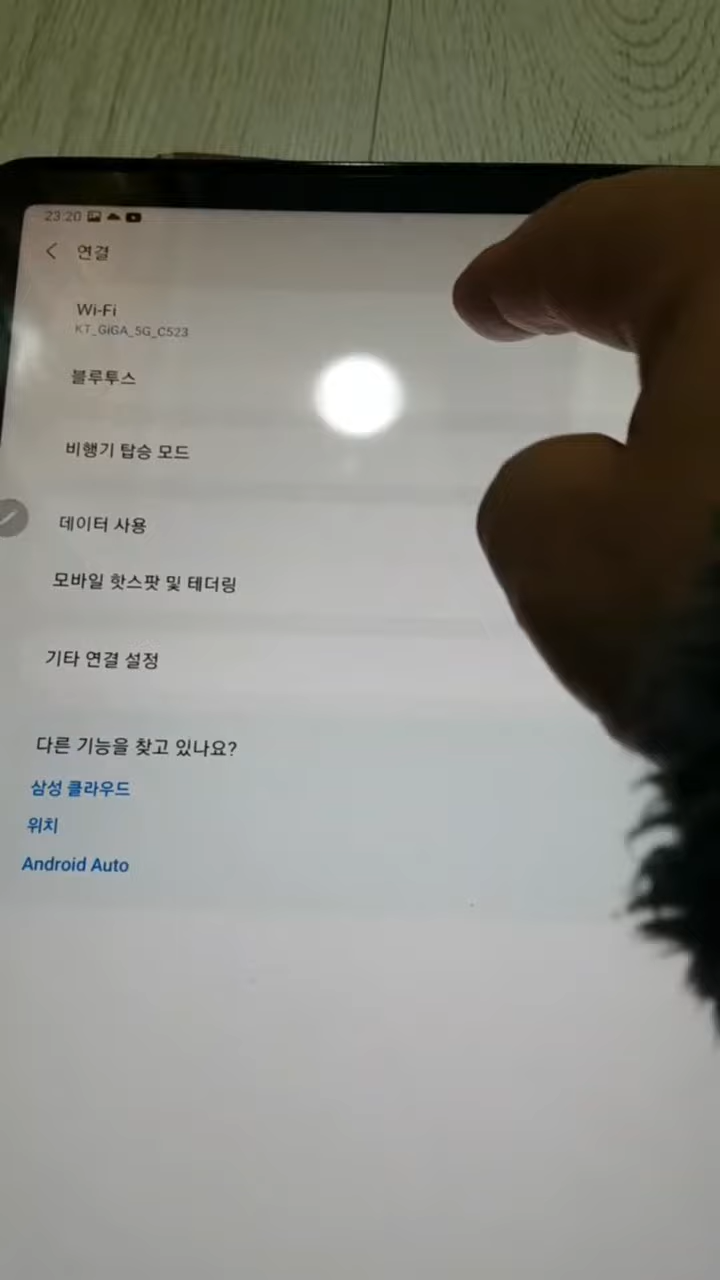 23:20
연결
Wi-Fi
KT_GiGA_5G_C523
블루투스
비행기 탑승 모드
데이터 사용
모바일 핫스팟 및 테더링
기타 연결 설정
다른 기능을 찾고 있나요?
삼성 클라우드
위치
Android Auto